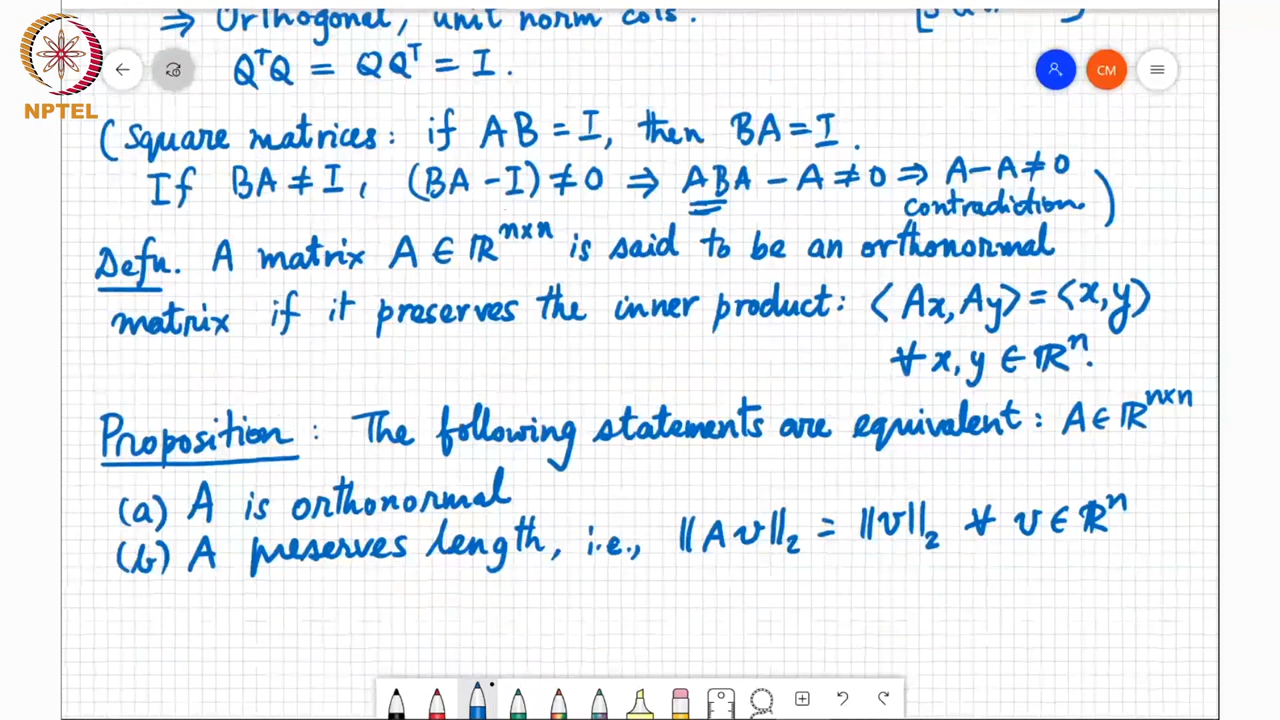 ⇒ Orthogonal, unit norm cols.
QᵀQ = QQᵀ = I.
NPTEL
CM
(Square matrices: if AB = I, then BA = I.
If BA ≠ I, (BA - I) ≠ 0 ⇒ ABA - A ≠ 0 ⇒ A - A ≠ 0
contradiction)
Defn. A matrix A ∈ ℝⁿˣⁿ is said to be an orthonormal
matrix if it preserves the inner product: ⟨Ax, Ay⟩ = ⟨x, y⟩
∀ x, y ∈ ℝⁿ.
Proposition: The following statements are equivalent: A ∈ ℝⁿˣⁿ
(a) A is orthonormal
(b) A preserves length, i.e., ‖Av‖₂ = ‖v‖₂ ∀ v ∈ ℝⁿ